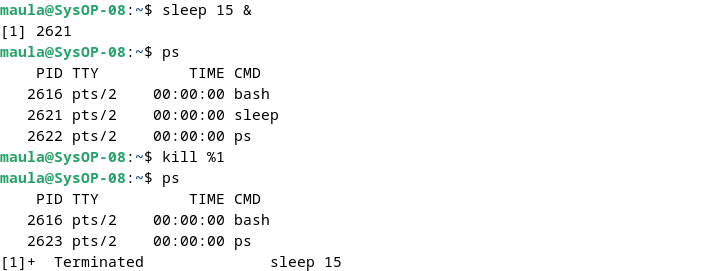 maula@SysOP-08:~$ sleep 15 &
[1] 2621
maula@SysOP-08:~$ ps
    PID TTY          TIME CMD
   2616 pts/2    00:00:00 bash
   2621 pts/2    00:00:00 sleep
   2622 pts/2    00:00:00 ps
maula@SysOP-08:~$ kill %1
maula@SysOP-08:~$ ps
    PID TTY          TIME CMD
   2616 pts/2    00:00:00 bash
   2623 pts/2    00:00:00 ps
[1]+  Terminated              sleep 15